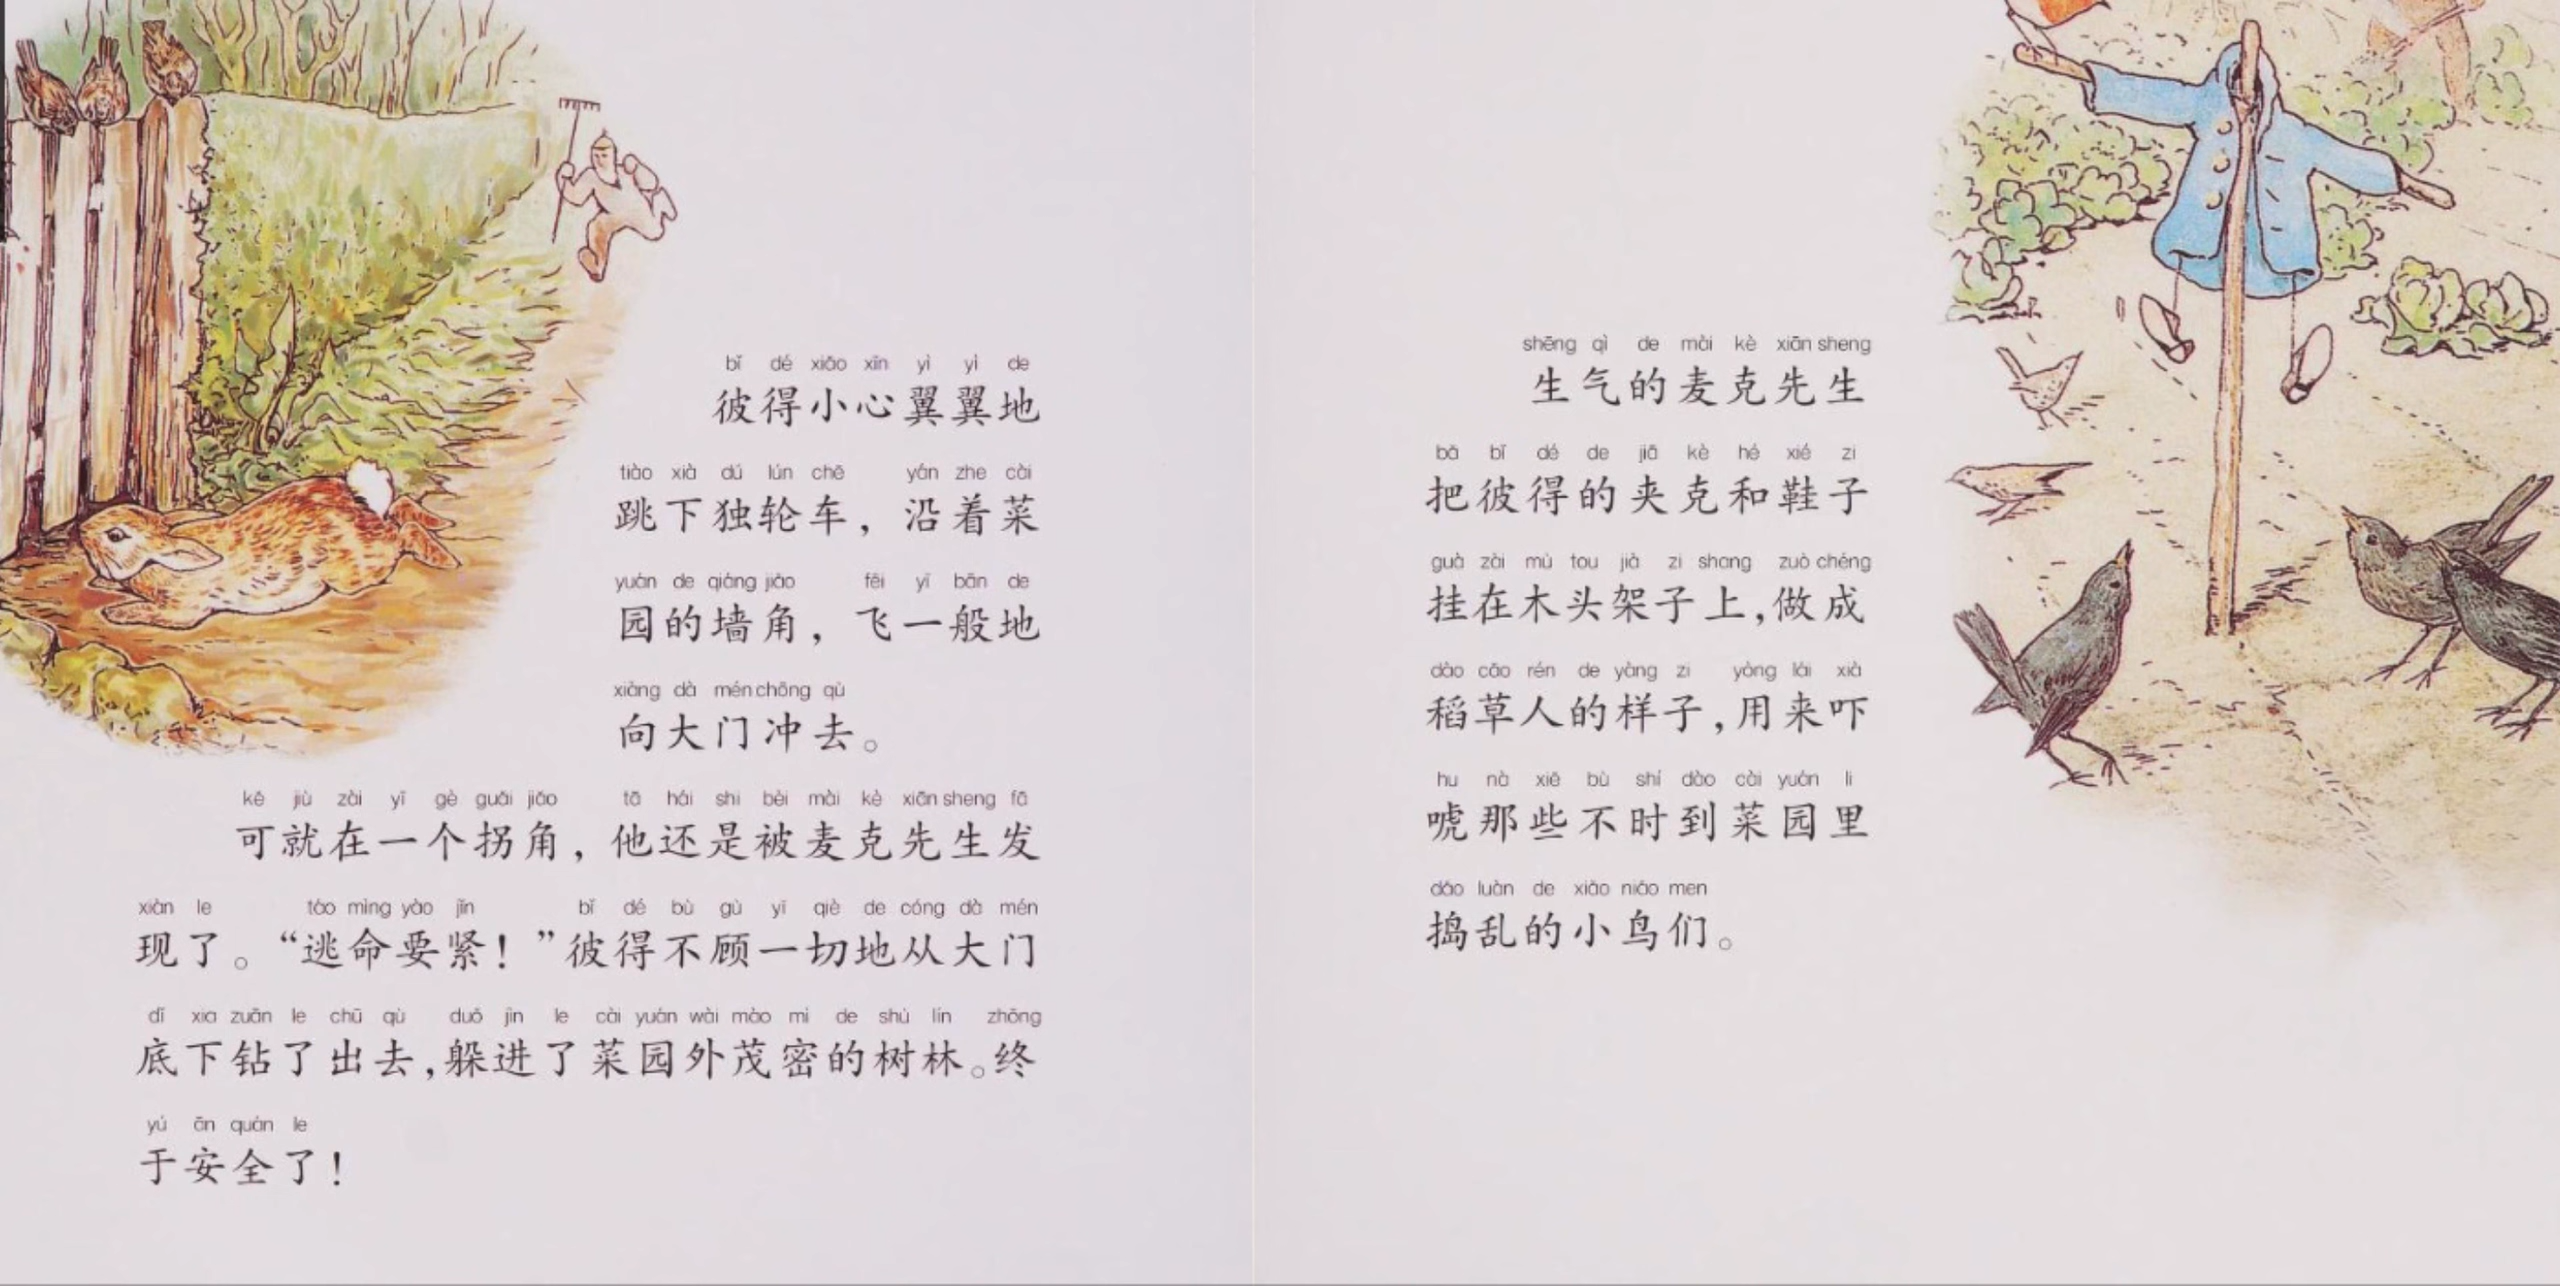 bǐ dé xiǎo xīn yì yì de
彼得小心翼翼地
tiào xià dú lún chē yán zhe cài
跳下独轮车，沿着菜
yuán de qiáng jiǎo fēi yī bān de
园的墙角，飞一般地
xiàng dà mén chōng qù
向大门冲去。
kě jiù zài yī gè guǎi jiǎo tā hái shi bèi mài kè xiān sheng fā
可就在一个拐角，他还是被麦克先生发
xiàn le táo mìng yào jǐn bǐ dé bù gù yī qiè de cóng dà mén
现了。“逃命要紧！”彼得不顾一切地从大门
dǐ xia zuān le chū qù duǒ jìn le cài yuán wài mào mì de shù lín zhōng
底下钻了出去，躲进了菜园外茂密的树林。终
yú ān quán le
于安全了！
shēng qì de mài kè xiān sheng
生气的麦克先生
bǎ bǐ dé de jiā kè hé xié zi
把彼得的夹克和鞋子
guà zài mù tou jià zi shang zuò chéng
挂在木头架子上，做成
dào cǎo rén de yàng zi yòng lái xià
稻草人的样子，用来吓
hu nà xiē bù shí dào cài yuán li
唬那些不时到菜园里
dǎo luàn de xiǎo niǎo men
捣乱的小鸟们。